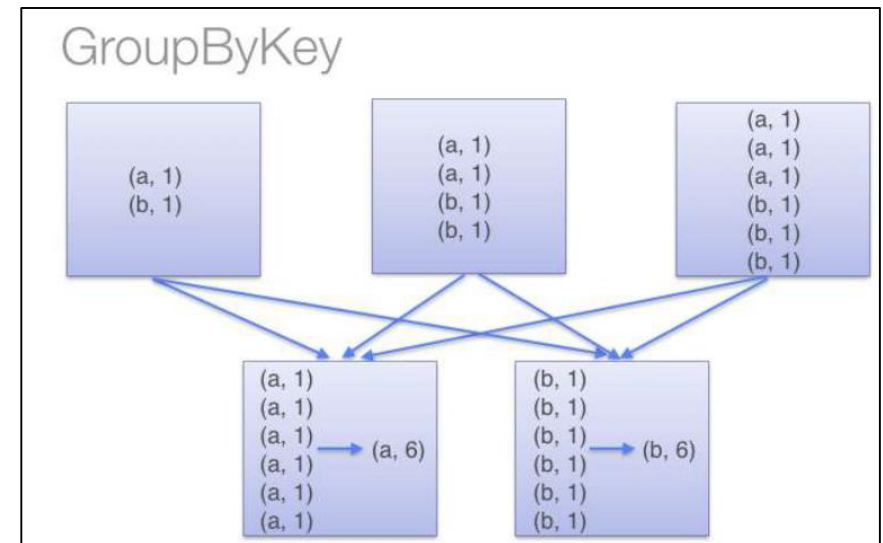 GroupByKey
(a, 1)
(b, 1)
(a, 1)
(a, 1)
(b, 1)
(b, 1)
(a, 1)
(a, 1)
(a, 1)
(b, 1)
(b, 1)
(b, 1)
(a, 1)
(a, 1)
(a, 1)
(a, 1)
(a, 1)
(a, 1)
(a, 6)
(b, 1)
(b, 1)
(b, 1)
(b, 1)
(b, 1)
(b, 1)
(b, 6)